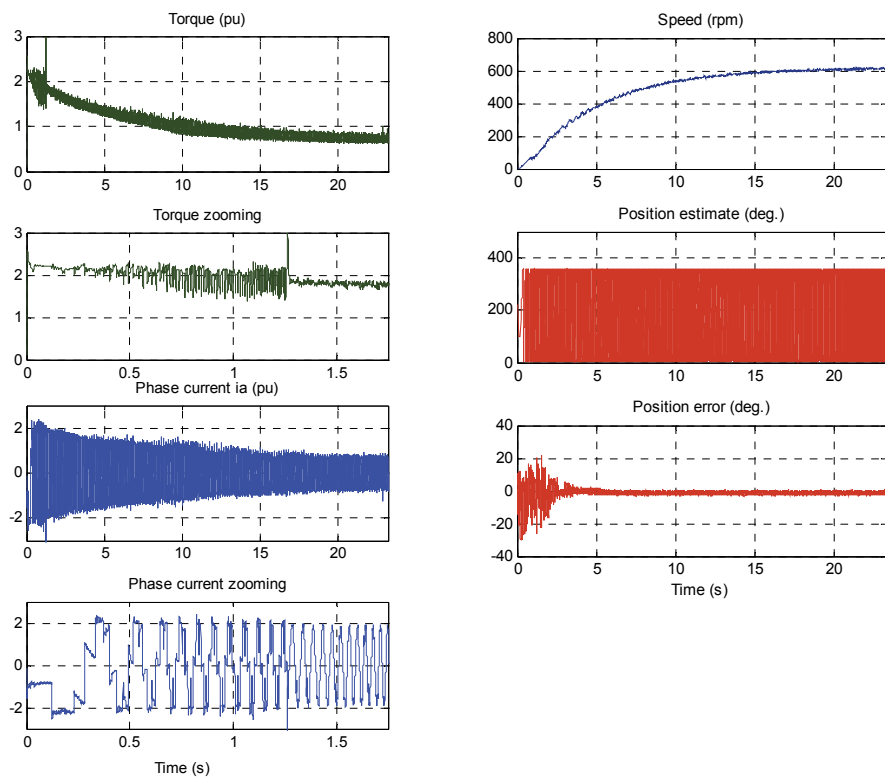 Torque (pu)
3
2
1
0
0 5 10 15 20
Torque zooming
3
2
1
0
0 0.5 1 1.5
Phase current ia (pu)
2
0
-2
0 5 10 15 20
Phase current zooming
2
0
-2
0 0.5 1 1.5
Time (s)
Speed (rpm)
800
600
400
200
0
0 5 10 15 20
Position estimate (deg.)
400
200
0
0 5 10 15 20
Position error (deg.)
40
20
0
-20
-40
0 5 10 15 20
Time (s)